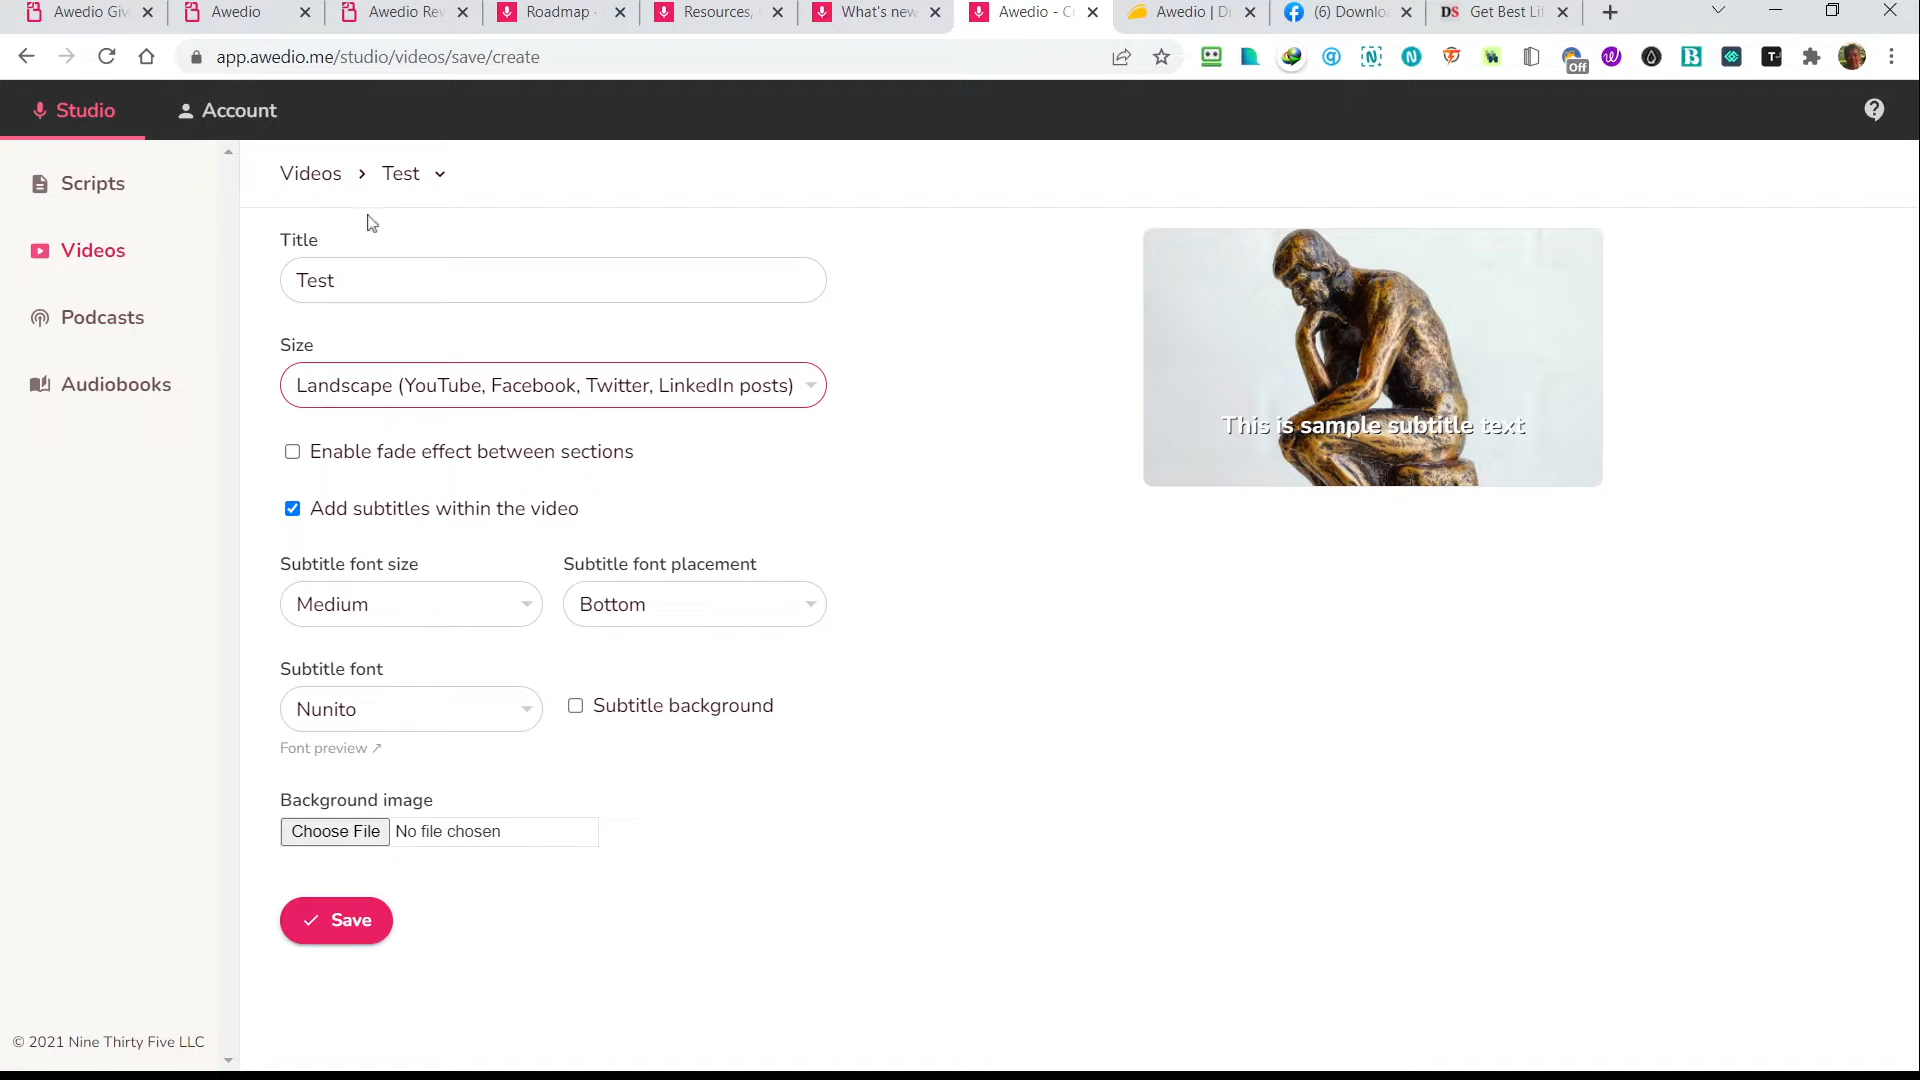 Awedio Giv
Awedio
Awedio Rev
Roadmap -
Resources,
What's new
Awedio - Cr
Awedio | Di
(6) Downlo
DS Get Best Lif
app.awedio.me/studio/videos/save/create
Off
Studio
Account
Scripts
Videos
Podcasts
Audiobooks
© 2021 Nine Thirty Five LLC
Videos > Test
Title
Test
Size
Landscape (YouTube, Facebook, Twitter, LinkedIn posts)
Enable fade effect between sections
Add subtitles within the video
Subtitle font size
Subtitle font placement
Medium
Bottom
Subtitle font
Nunito
Subtitle background
Font preview ↗
Background image
Choose File No file chosen
Save
This is sample subtitle text